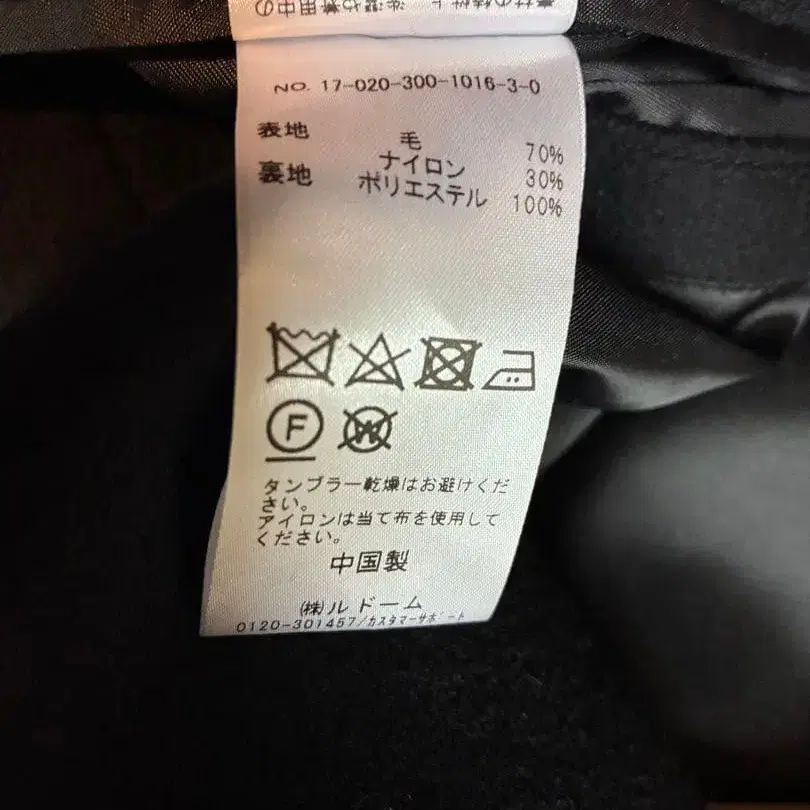 NO. 17-020-300-1016-3-0
表地 毛 70%
ナイロン 30%
裏地 ポリエステル 100%
F
W
タンブラー乾燥はお避けくだ
さい。
アイロンは当て布を使用して
ください。
中国製
(株)ルドーム
0120-301457/カスタマーサポート